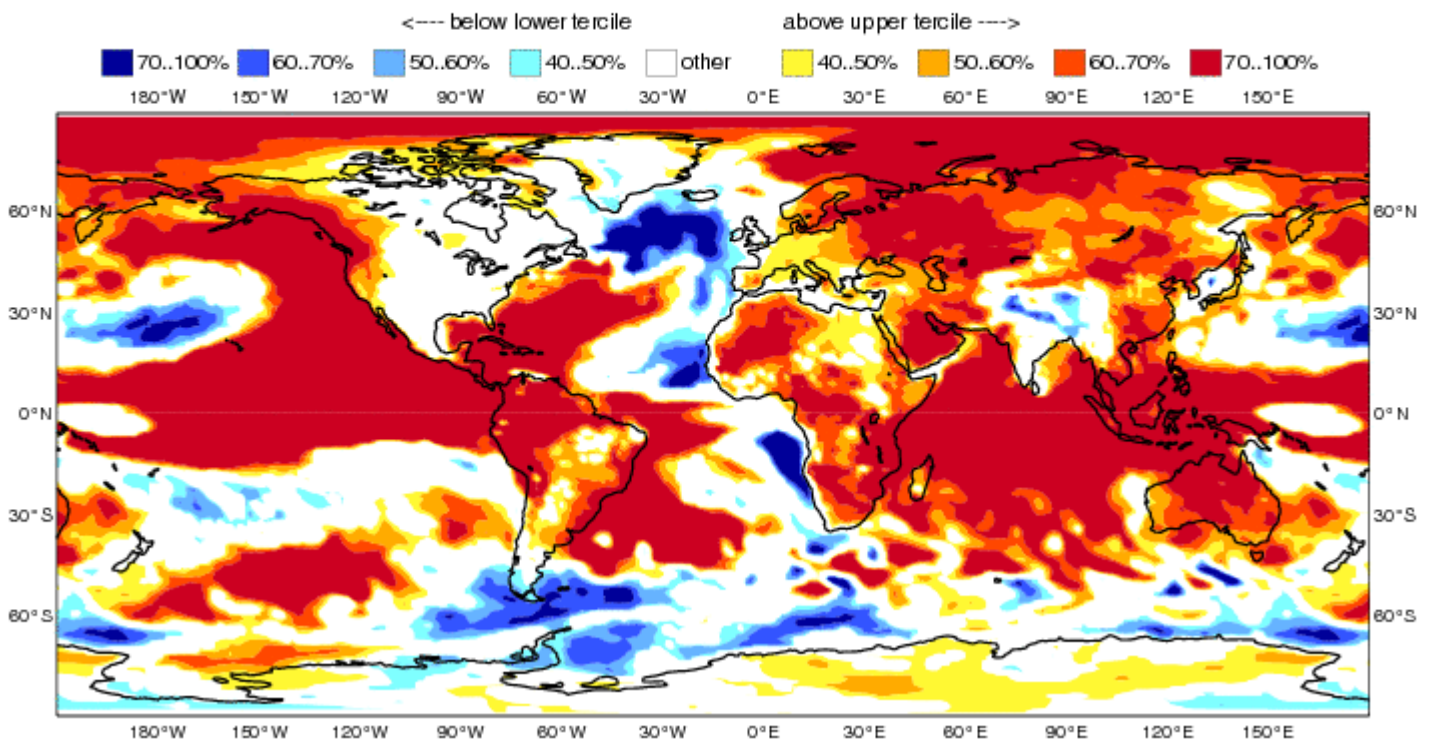 <---- below lower tercile above upper tercile ---->
70..100% 60..70% 50..60% 40..50% other 40..50% 50..60% 60..70% 70..100%
180°W 150°W 120°W 90°W 60°W 30°W 0°E 30°E 60°E 90°E 120°E 150°E
60°N 60°N
30°N 30°N
0°N 0°N
30°S 30°S
60°S 60°S
180°W 150°W 120°W 90°W 60°W 30°W 0°E 30°E 60°E 90°E 120°E 150°E